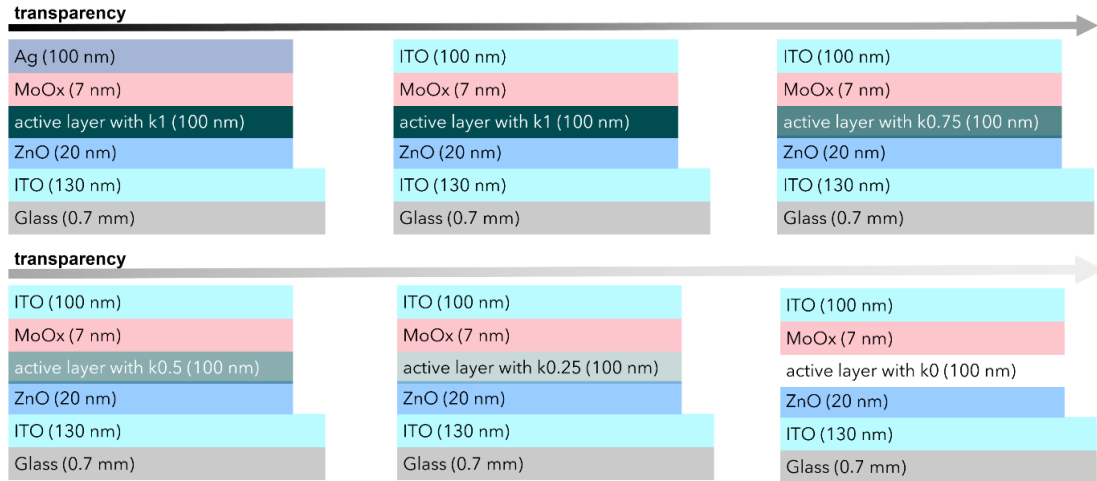 transparency
Ag (100 nm)
MoOx (7 nm)
active layer with k1 (100 nm)
ZnO (20 nm)
ITO (130 nm)
Glass (0.7 mm)
ITO (100 nm)
MoOx (7 nm)
active layer with k1 (100 nm)
ZnO (20 nm)
ITO (130 nm)
Glass (0.7 mm)
ITO (100 nm)
MoOx (7 nm)
active layer with k0.75 (100 nm)
ZnO (20 nm)
ITO (130 nm)
Glass (0.7 mm)
transparency
ITO (100 nm)
MoOx (7 nm)
active layer with k0.5 (100 nm)
ZnO (20 nm)
ITO (130 nm)
Glass (0.7 mm)
ITO (100 nm)
MoOx (7 nm)
active layer with k0.25 (100 nm)
ZnO (20 nm)
ITO (130 nm)
Glass (0.7 mm)
ITO (100 nm)
MoOx (7 nm)
active layer with k0 (100 nm)
ZnO (20 nm)
ITO (130 nm)
Glass (0.7 mm)